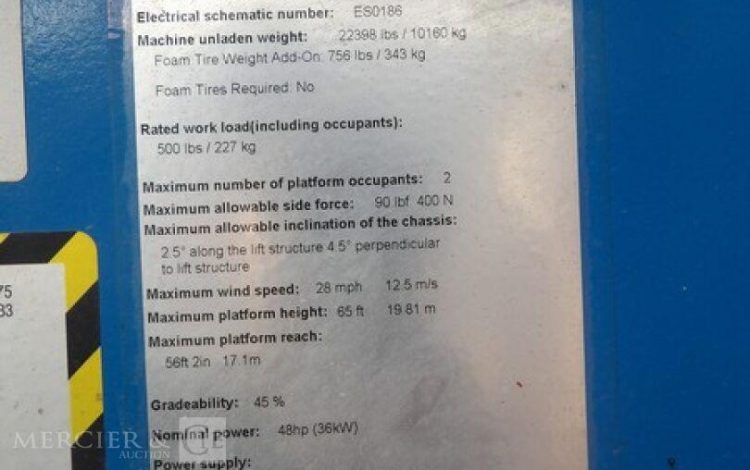 Electrical schematic number: ES0186
Machine unladen weight: 22398 lbs / 10160 kg
Foam Tire Weight Add-On: 756 lbs / 343 kg
Foam Tires Required: No
Rated work load(including occupants):
500 lbs / 227 kg
Maximum number of platform occupants: 2
Maximum allowable side force: 90 lbf 400 N
Maximum allowable inclination of the chassis:
2.5° along the lift structure 4.5° perpendicular
to lift structure
75
83
Maximum wind speed: 28 mph 12.5 m/s
Maximum platform height: 65 ft 19.81 m
Maximum platform reach:
56ft 2in 17.1m
Gradeability: 45 %
Nominal power: 48hp (36kW)
Power supply:
MERCIER & CIE
AUCTION